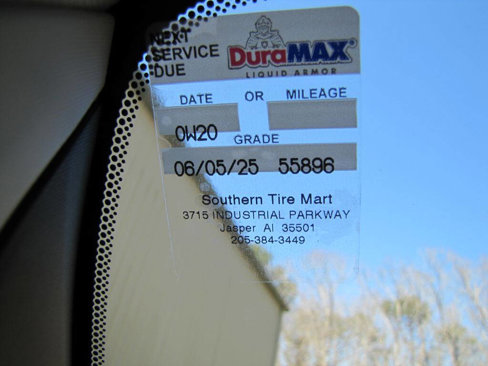 NEXT
SERVICE
DUE
DURAMAX
LIQUID ARMOR
DATE OR MILEAGE
0W20
GRADE
06/05/25 55896
Southern Tire Mart
3715 INDUSTRIAL PARKWAY
Jasper Al 35501
205-384-3449